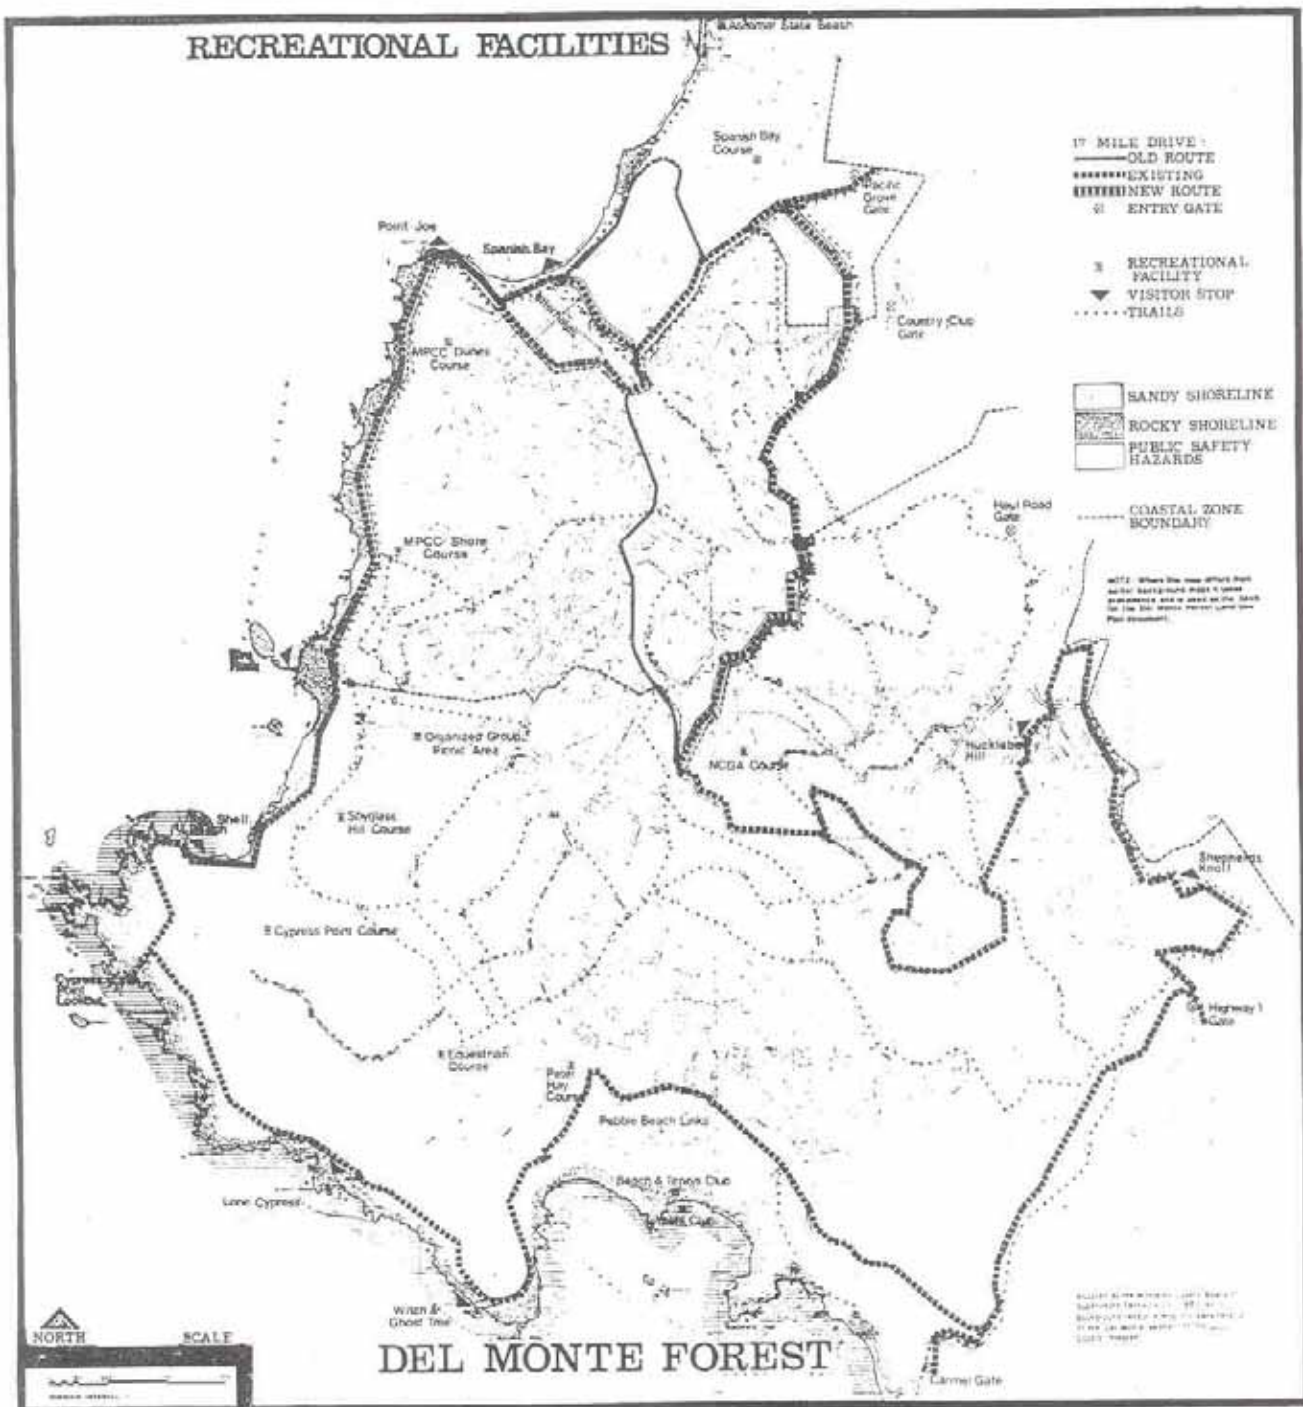 RECREATIONAL FACILITIES
Asilomar State Beach
Spanish Bay
Course
Pacific
Grove
Gate
17 MILE DRIVE :
OLD ROUTE
EXISTING
NEW ROUTE
ENTRY GATE
RECREATIONAL
FACILITY
VISITOR STOP
TRAILS
Point Joe
Spanish Bay
Country Club
Gate
MPCC Dunes
Course
SANDY SHORELINE
ROCKY SHORELINE
PUBLIC SAFETY
HAZARDS
COASTAL ZONE
BOUNDARY
Haul Road
Gate
MPCC Shore
Course
Organized Group
Picnic Area
NCGA Course
Huckleberry
Hill
Shell
Spyglass
Hill Course
Shepherds
Knoll
Cypress Point Course
Cypress
Point
Lookout
Highway 1
Gate
Equestrian
Course
Peter
Hay
Course
Pebble Beach Links
Beach & Tennis Club
Lone Cypress
Witch &
Ghost Tree
NORTH
SCALE
DEL MONTE FOREST
Carmel Gate